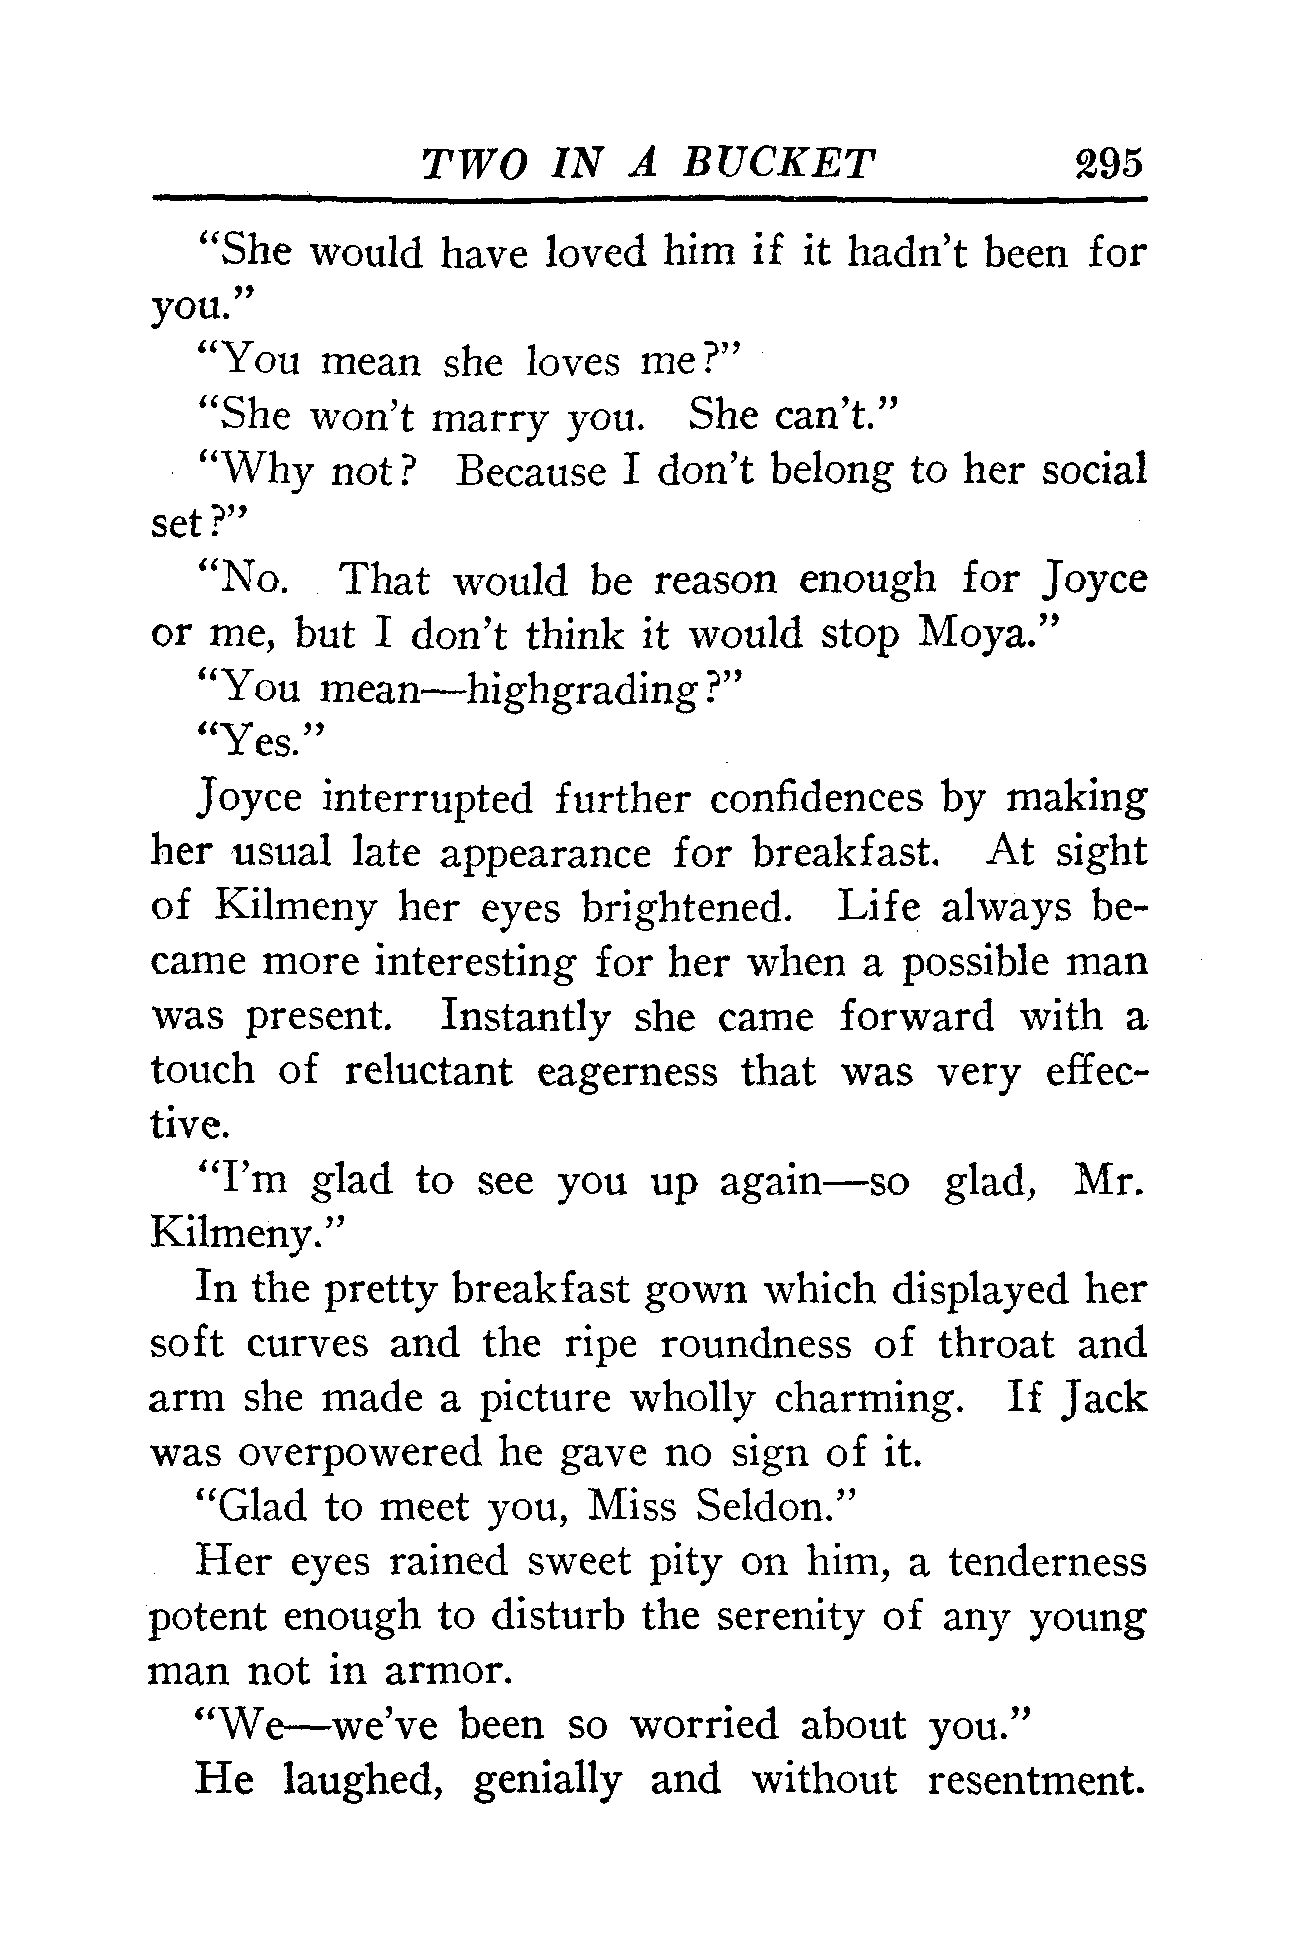 TWO IN A BUCKET 295
“She would have loved him if it hadn’t been for
you.”
“You mean she loves me?”
“She won’t marry you. She can’t.”
“Why not? Because I don’t belong to her social
set?”
“No. That would be reason enough for Joyce
or me, but I don’t think it would stop Moya.”
“You mean—highgrading?”
“Yes.”
Joyce interrupted further confidences by making
her usual late appearance for breakfast. At sight
of Kilmeny her eyes brightened. Life always be-
came more interesting for her when a possible man
was present. Instantly she came forward with a
touch of reluctant eagerness that was very effec-
tive.
“I’m glad to see you up again—so glad, Mr.
Kilmeny.”
In the pretty breakfast gown which displayed her
soft curves and the ripe roundness of throat and
arm she made a picture wholly charming. If Jack
was overpowered he gave no sign of it.
“Glad to meet you, Miss Seldon.”
Her eyes rained sweet pity on him, a tenderness
potent enough to disturb the serenity of any young
man not in armor.
“We—we’ve been so worried about you.”
He laughed, genially and without resentment.